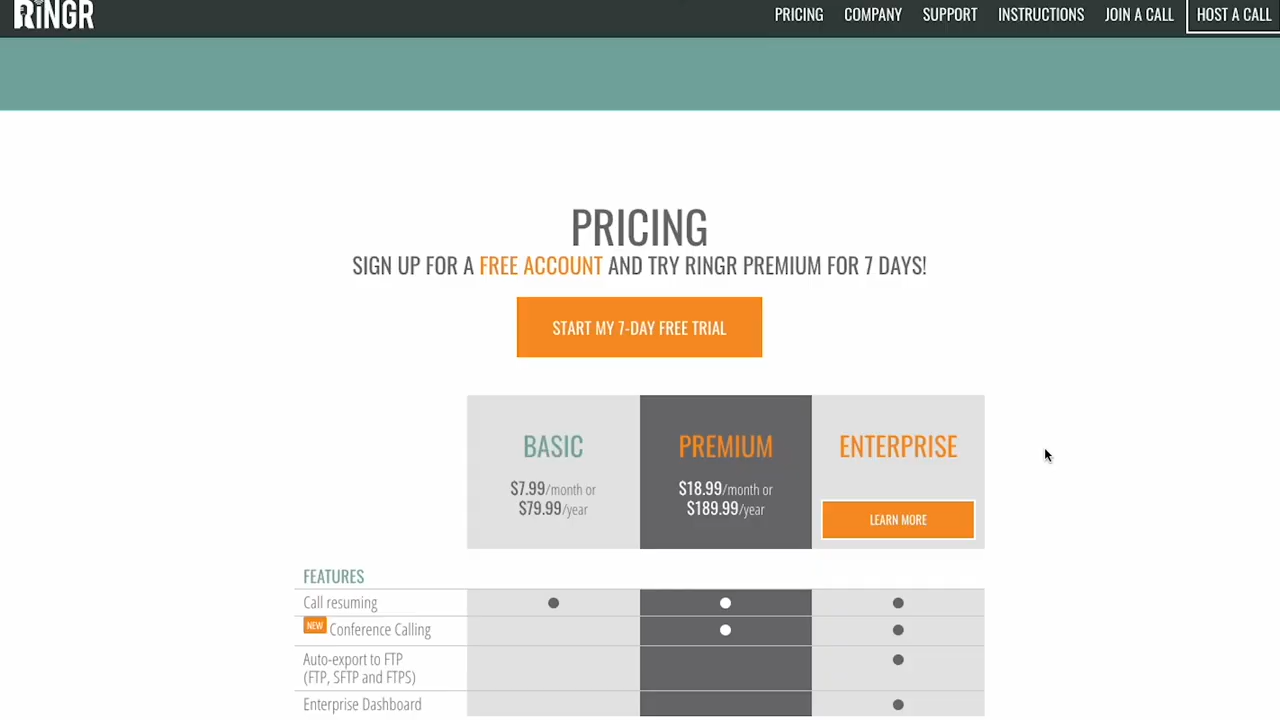 RiNGR
PRICING COMPANY SUPPORT INSTRUCTIONS JOIN A CALL HOST A CALL
PRICING
SIGN UP FOR A FREE ACCOUNT AND TRY RINGR PREMIUM FOR 7 DAYS!
START MY 7-DAY FREE TRIAL
BASIC PREMIUM ENTERPRISE
$7.99/month or $18.99/month or
$79.99/year $189.99/year
LEARN MORE
FEATURES
Call resuming
NEW Conference Calling
Auto-export to FTP
(FTP, SFTP and FTPS)
Enterprise Dashboard